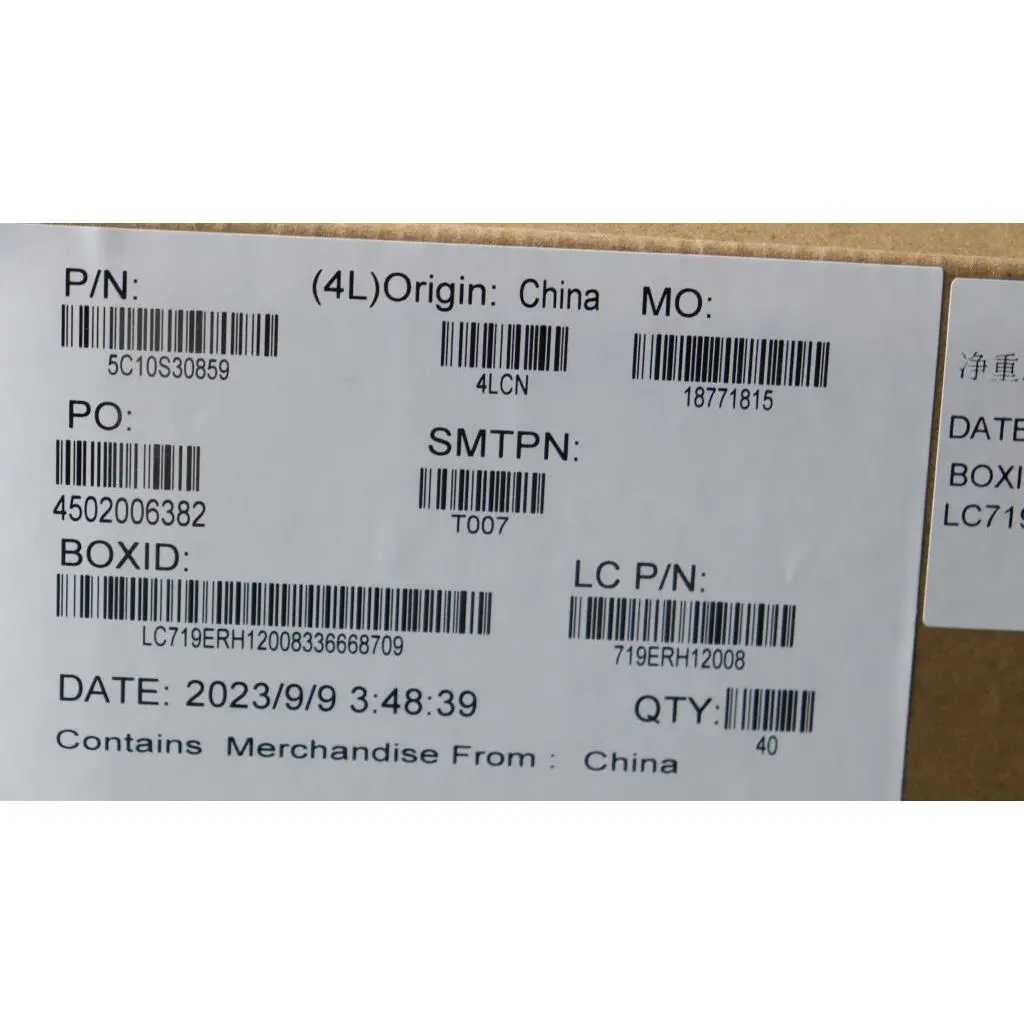 P/N:
(4L)Origin: China
MO:
5C10S30859
4LCN
18771815
PO:
SMTPN:
4502006382
T007
BOXID:
LC P/N:
LC719ERH12008336668709
719ERH12008
DATE: 2023/9/9 3:48:39
QTY:
40
Contains Merchandise From : China
净重
DATE
BOXI
LC719